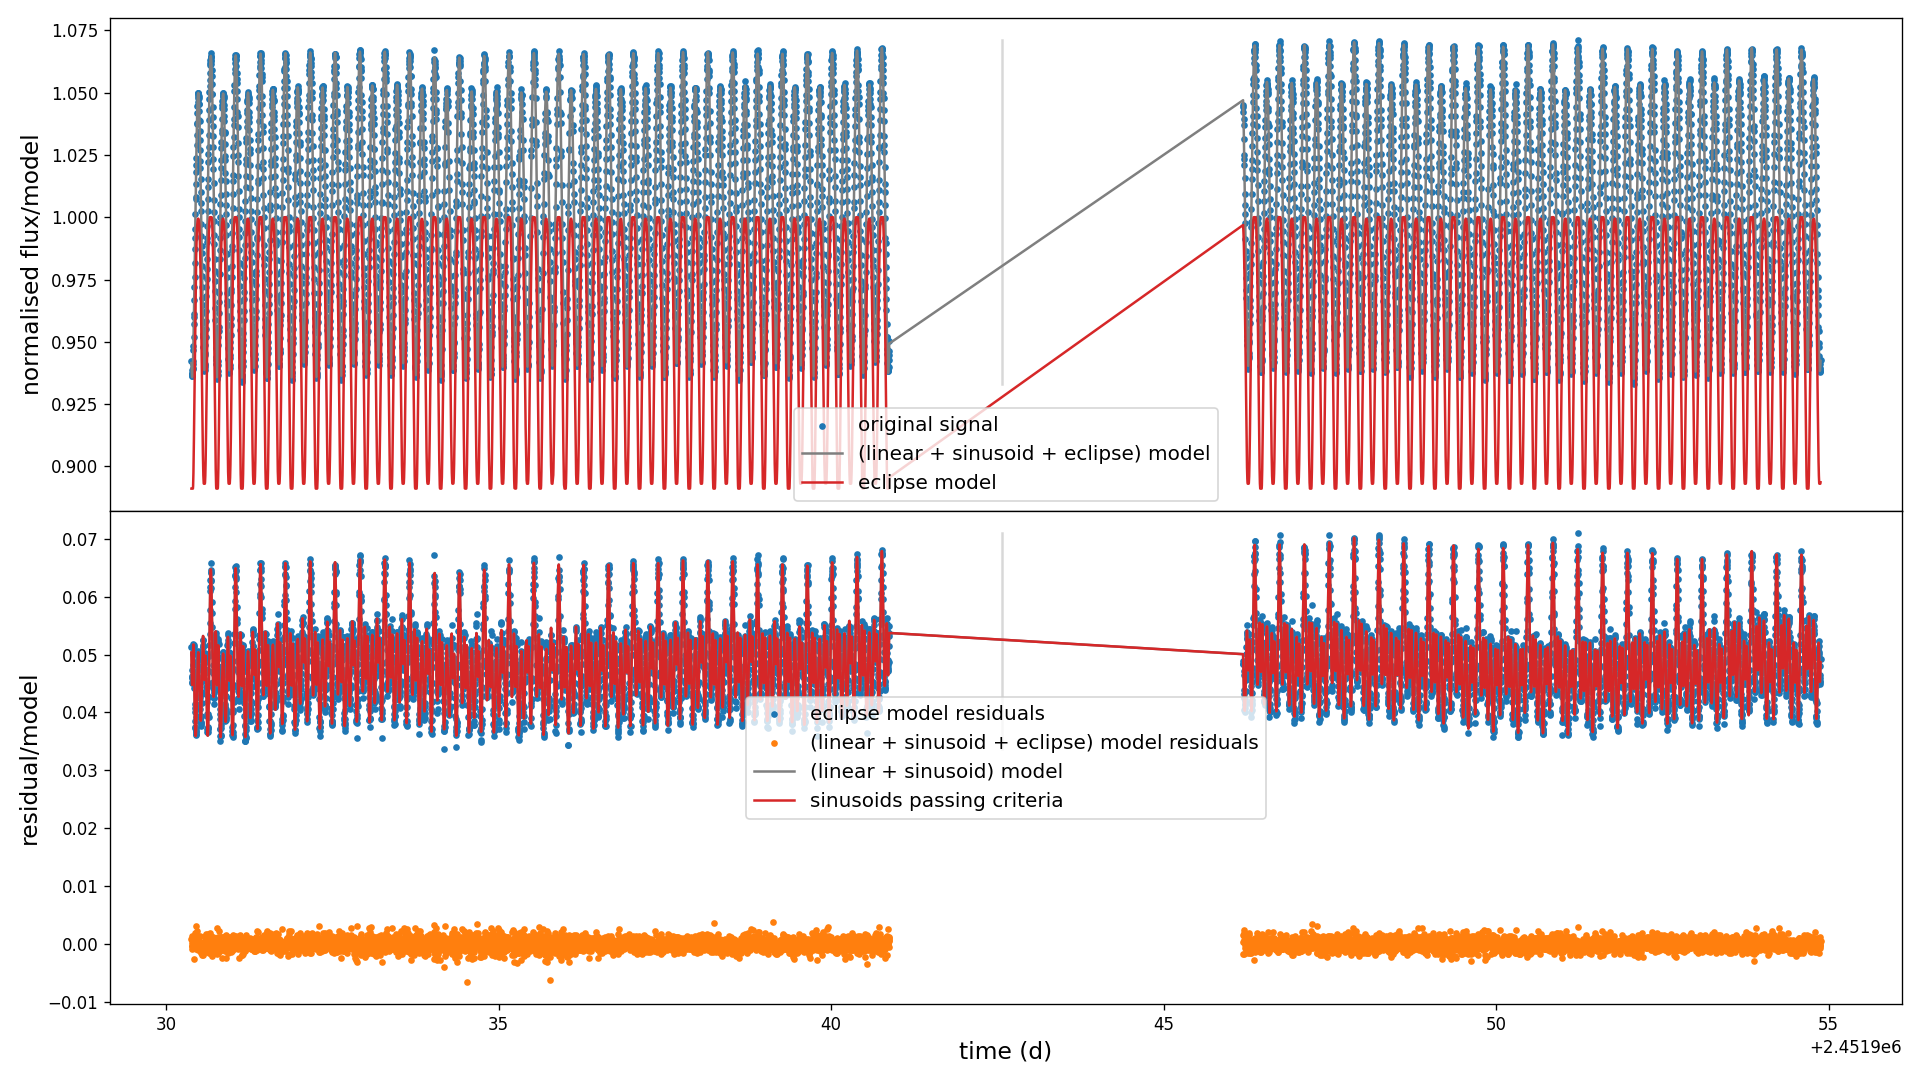 1.075
1.050
1.025
1.000
0.975
0.950
0.925
0.900
normalised flux/model
original signal
(linear + sinusoid + eclipse) model
eclipse model
0.07
0.06
0.05
0.04
0.03
0.02
0.01
0.00
−0.01
residual/model
eclipse model residuals
(linear + sinusoid + eclipse) model residuals
(linear + sinusoid) model
sinusoids passing criteria
30
35
40
45
50
55
time (d)
+2.4519e6